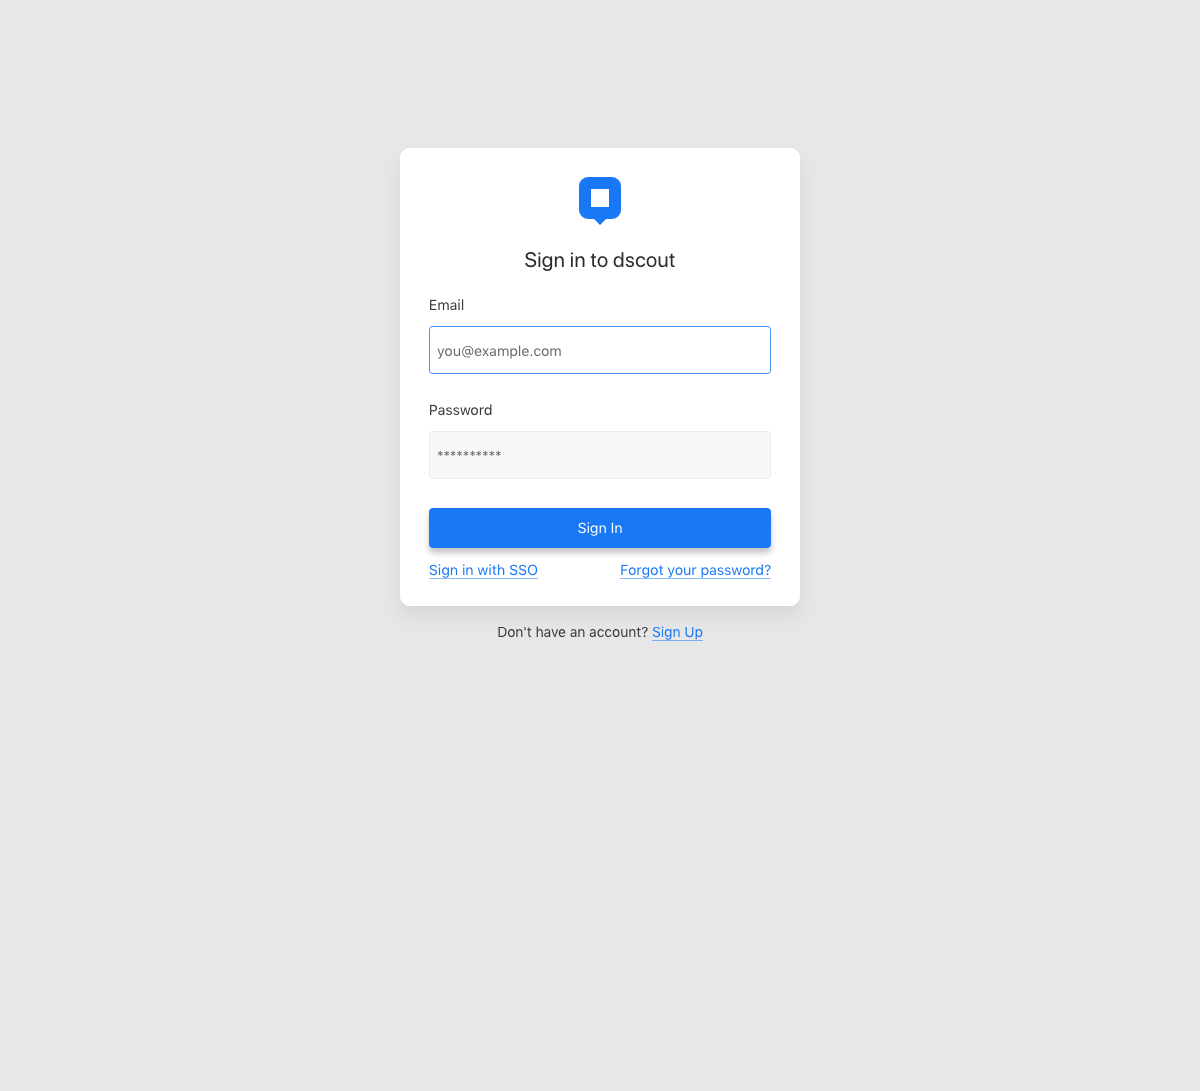 Sign in to dscout
Email
you@example.com
Password
**********
Sign In
Sign in with SSO
Forgot your password?
Don't have an account? Sign Up